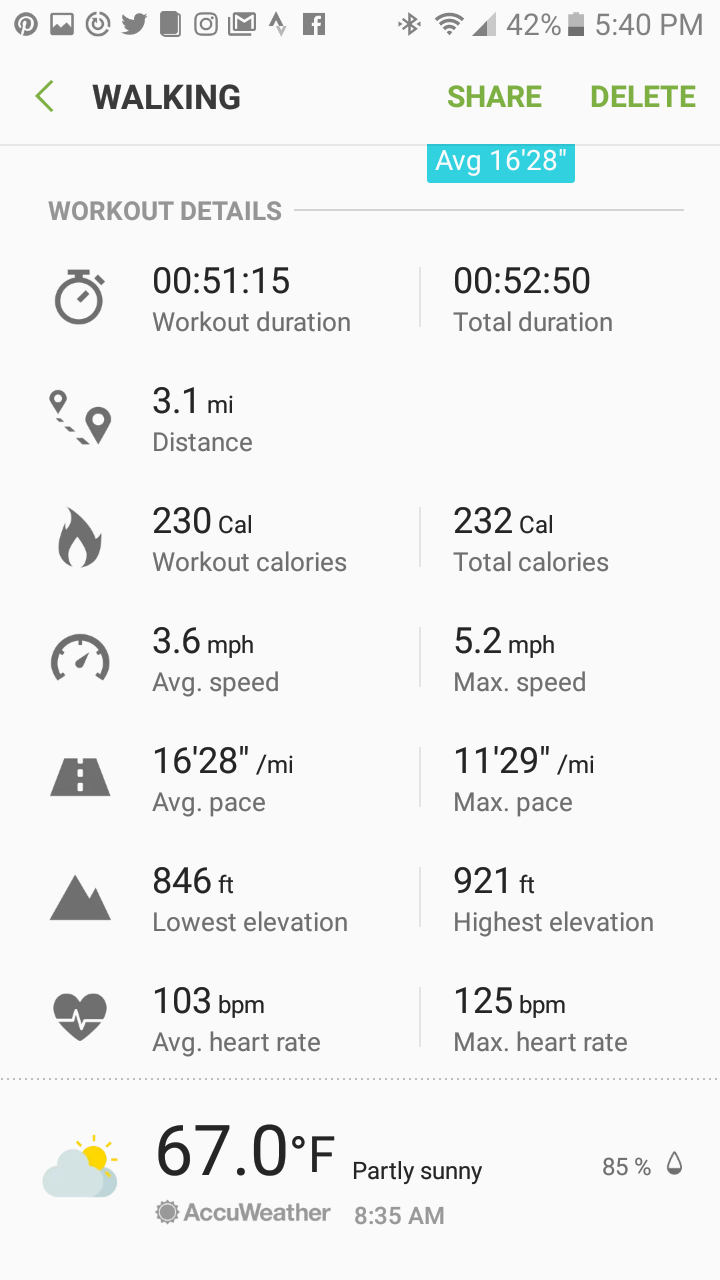 42% 5:40 PM
WALKING SHARE DELETE
Avg 16'28"
WORKOUT DETAILS
00:51:15 00:52:50
Workout duration Total duration
3.1 mi
Distance
230 Cal 232 Cal
Workout calories Total calories
3.6 mph 5.2 mph
Avg. speed Max. speed
16'28" /mi 11'29" /mi
Avg. pace Max. pace
846 ft 921 ft
Lowest elevation Highest elevation
103 bpm 125 bpm
Avg. heart rate Max. heart rate
67.0°F Partly sunny 85 %
AccuWeather 8:35 AM